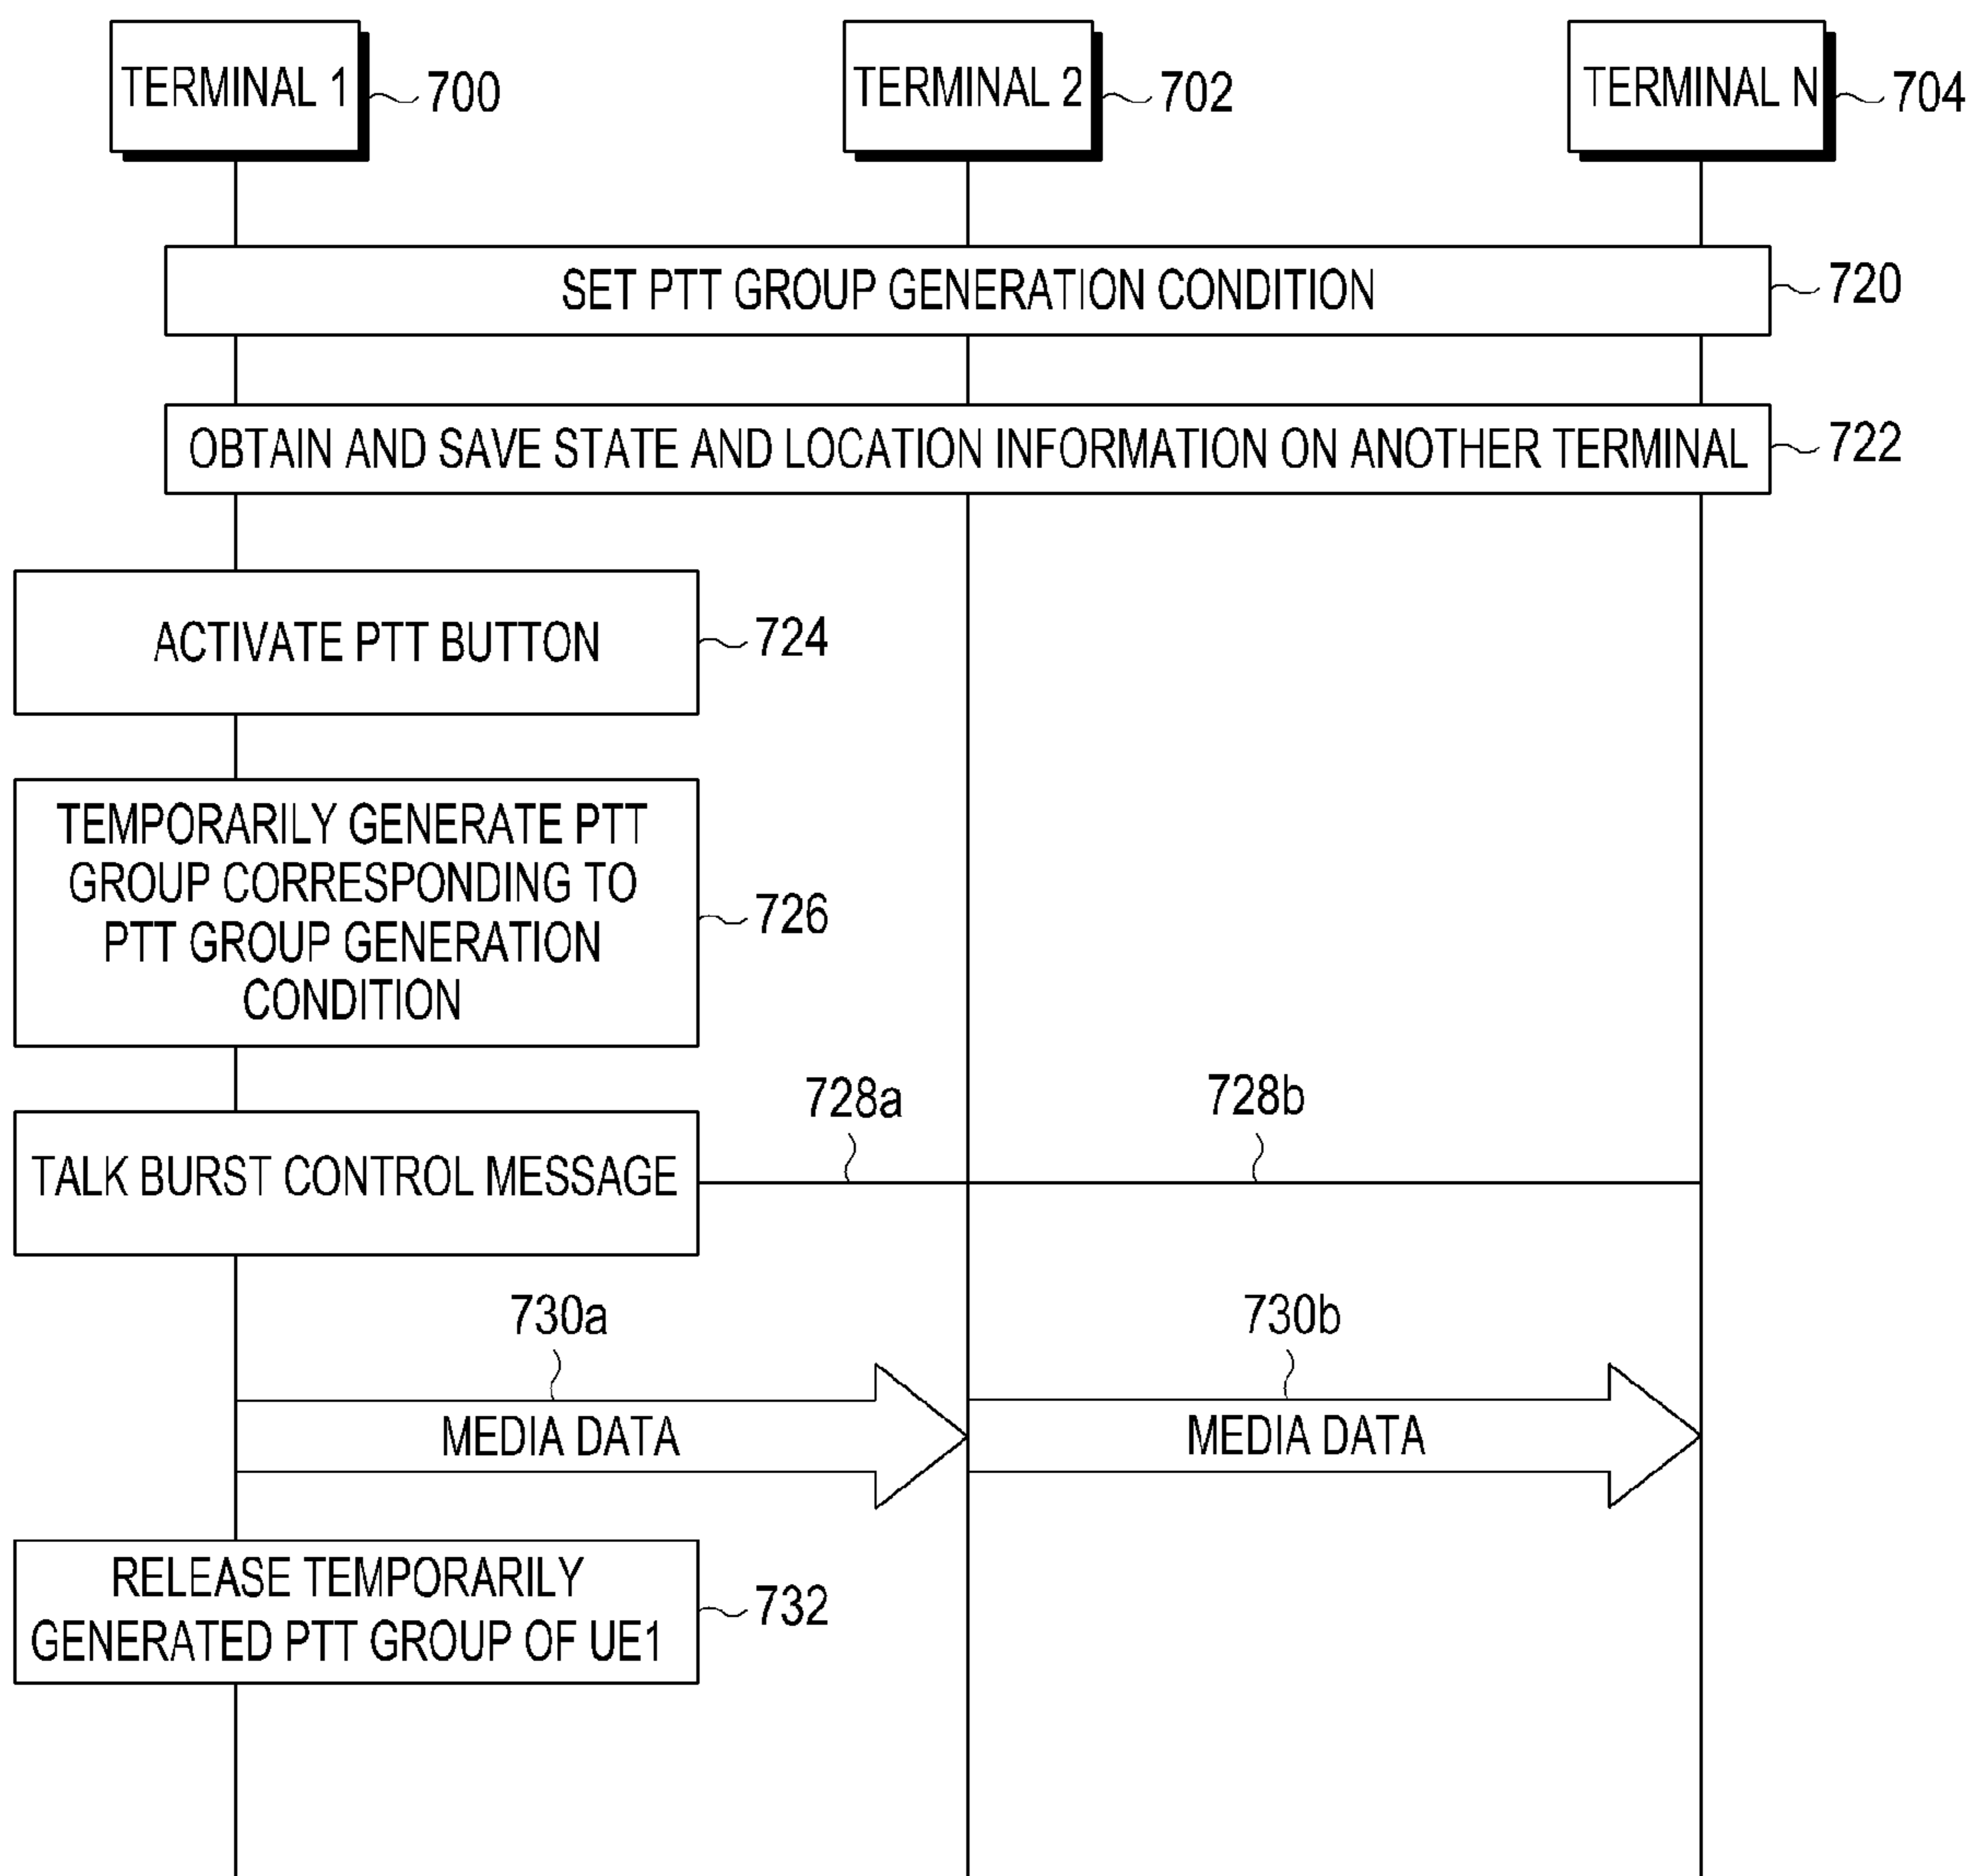 TERMINAL 1
700
TERMINAL 2
702
TERMINAL N
704
SET PTT GROUP GENERATION CONDITION
720
OBTAIN AND SAVE STATE AND LOCATION INFORMATION ON ANOTHER TERMINAL
722
ACTIVATE PTT BUTTON
724
TEMPORARILY GENERATE PTT
GROUP CORRESPONDING TO
PTT GROUP GENERATION
CONDITION
726
TALK BURST CONTROL MESSAGE
728a
728b
730a
730b
MEDIA DATA
MEDIA DATA
RELEASE TEMPORARILY
GENERATED PTT GROUP OF UE1
732